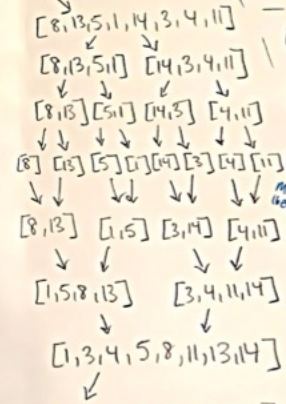 [8,13,5,1,14,3,4,11]
[8,13,5,1] [14,3,4,11]
[8,13] [5,1] [14,3] [4,11]
[8] [13] [5] [1] [14] [3] [4] [11]
[8,13] [1,5] [3,14] [4,11]
[1,5,8,13] [3,4,11,14]
[1,3,4,5,8,11,13,14]